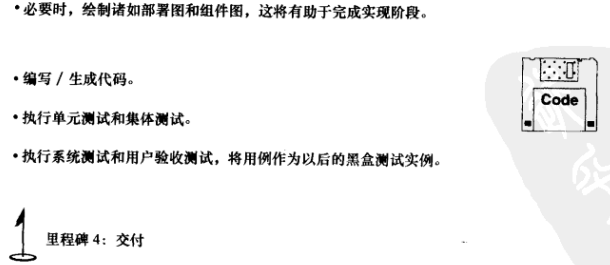 •必要时，绘制诸如部署图和组件图，这将有助于完成实现阶段。
•编写 / 生成代码。
Code
•执行单元测试和集体测试。
•执行系统测试和用户验收测试，将用例作为以后的黑盒测试实例。
里程碑 4：交付